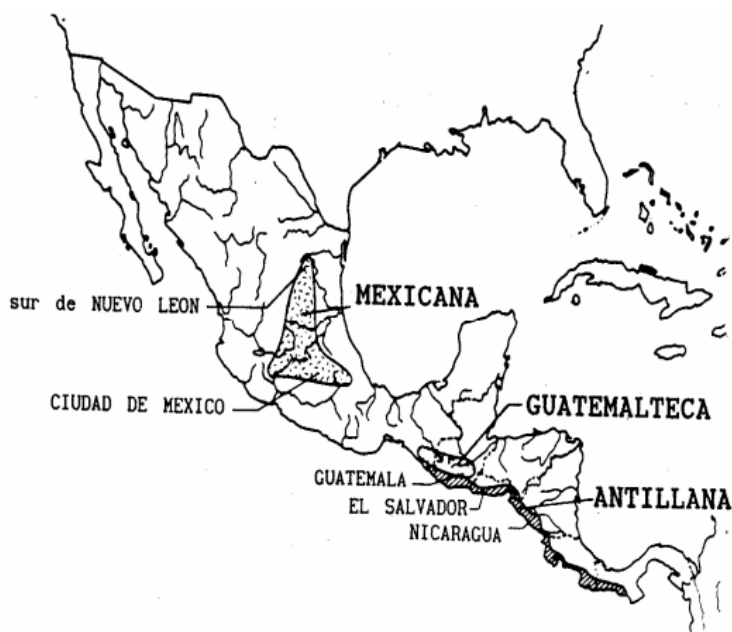 sur de NUEVO LEON
MEXICANA
CIUDAD DE MEXICO
GUATEMALTECA
GUATEMALA
EL SALVADOR
ANTILLANA
NICARAGUA